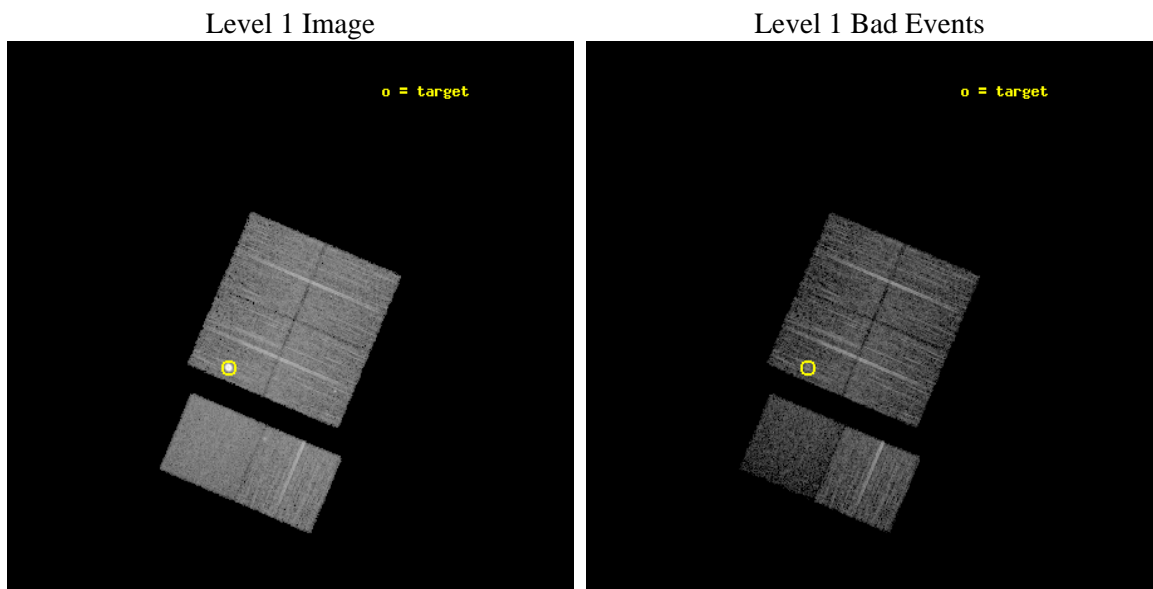 Level 1 Image
Level 1 Bad Events
o = target
o = target